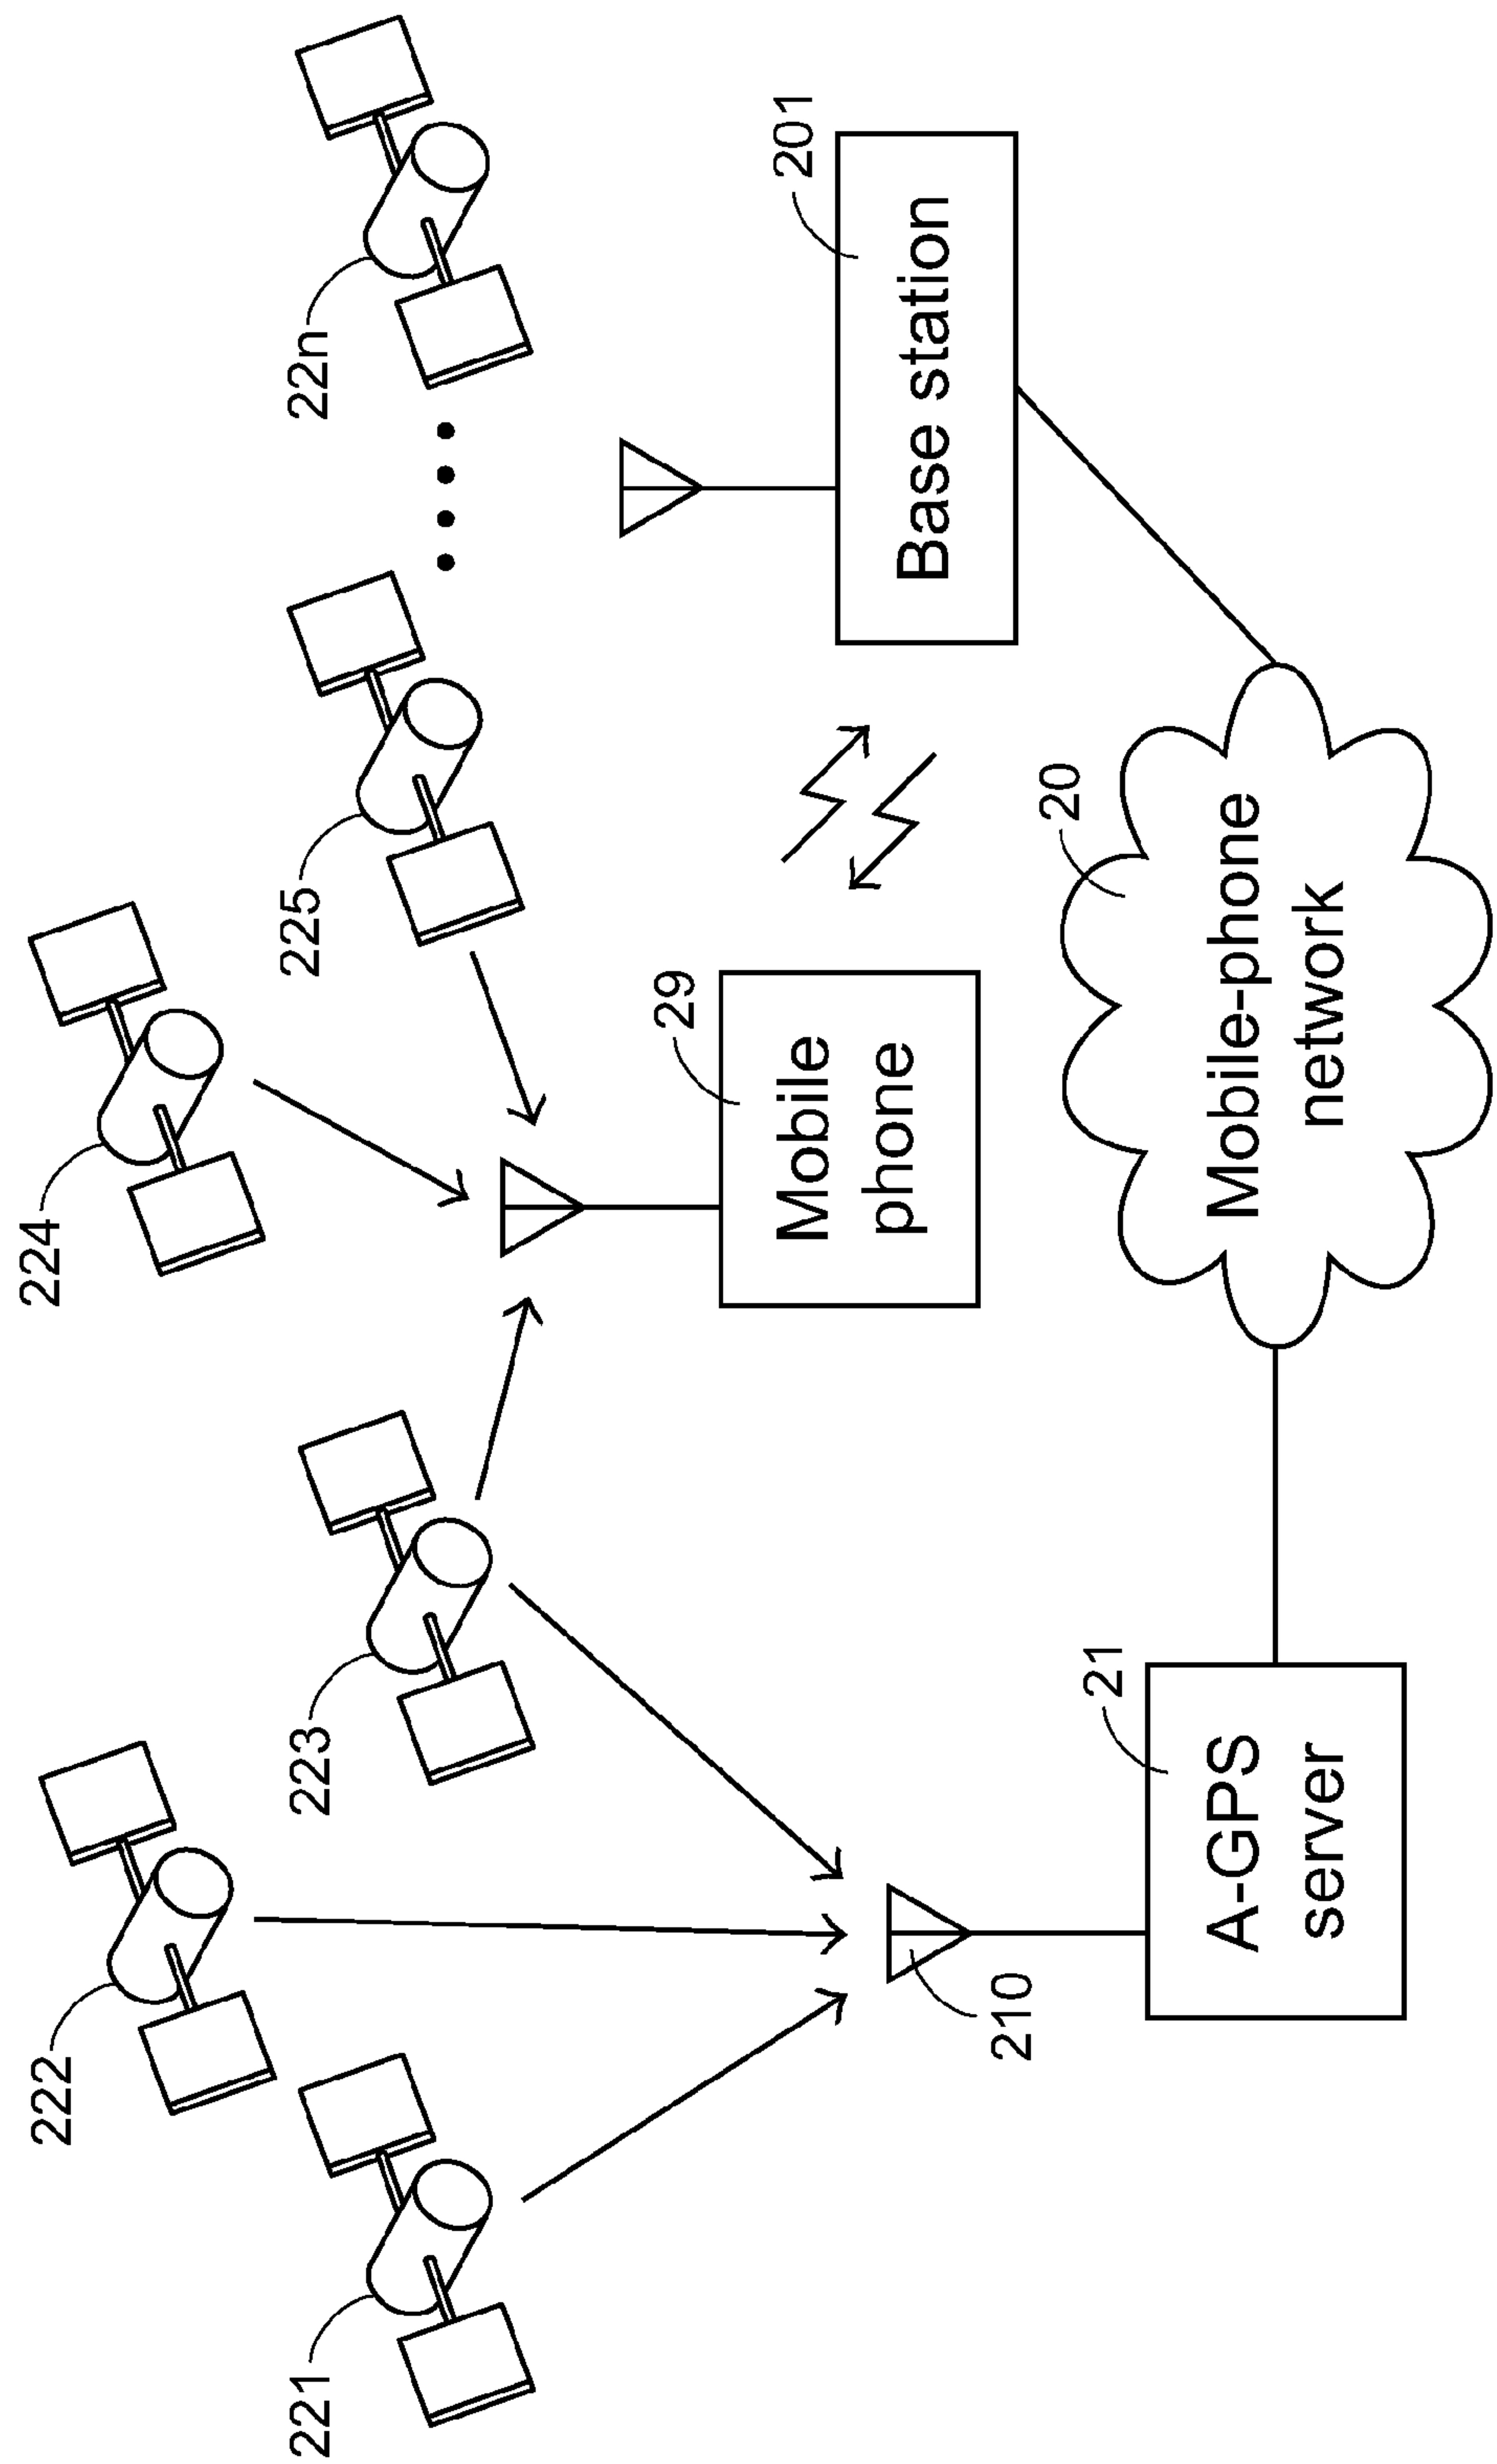 222
224
221
223
225
22n
210
29
201
Mobile
phone
Base station
21
20
A-GPS
server
Mobile-phone
network